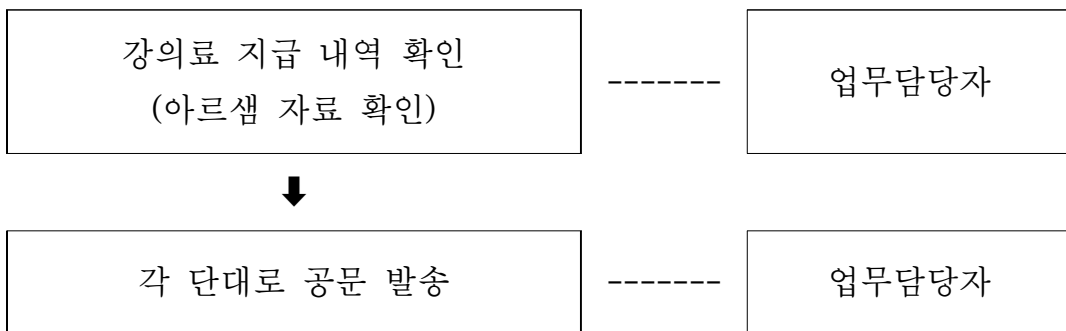 강의료 지급 내역 확인
(아르샘 자료 확인)
-------
업무담당자
각 단대로 공문 발송
-------
업무담당자